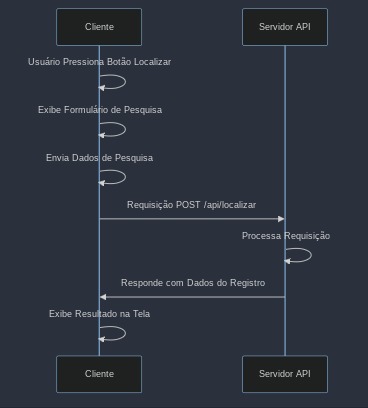 Cliente
Servidor API
Usuário Pressiona Botão Localizar
Exibe Formulário de Pesquisa
Envia Dados de Pesquisa
Requisição POST /api/localizar
Processa Requisição
Responde com Dados do Registro
Exibe Resultado na Tela
Cliente
Servidor API